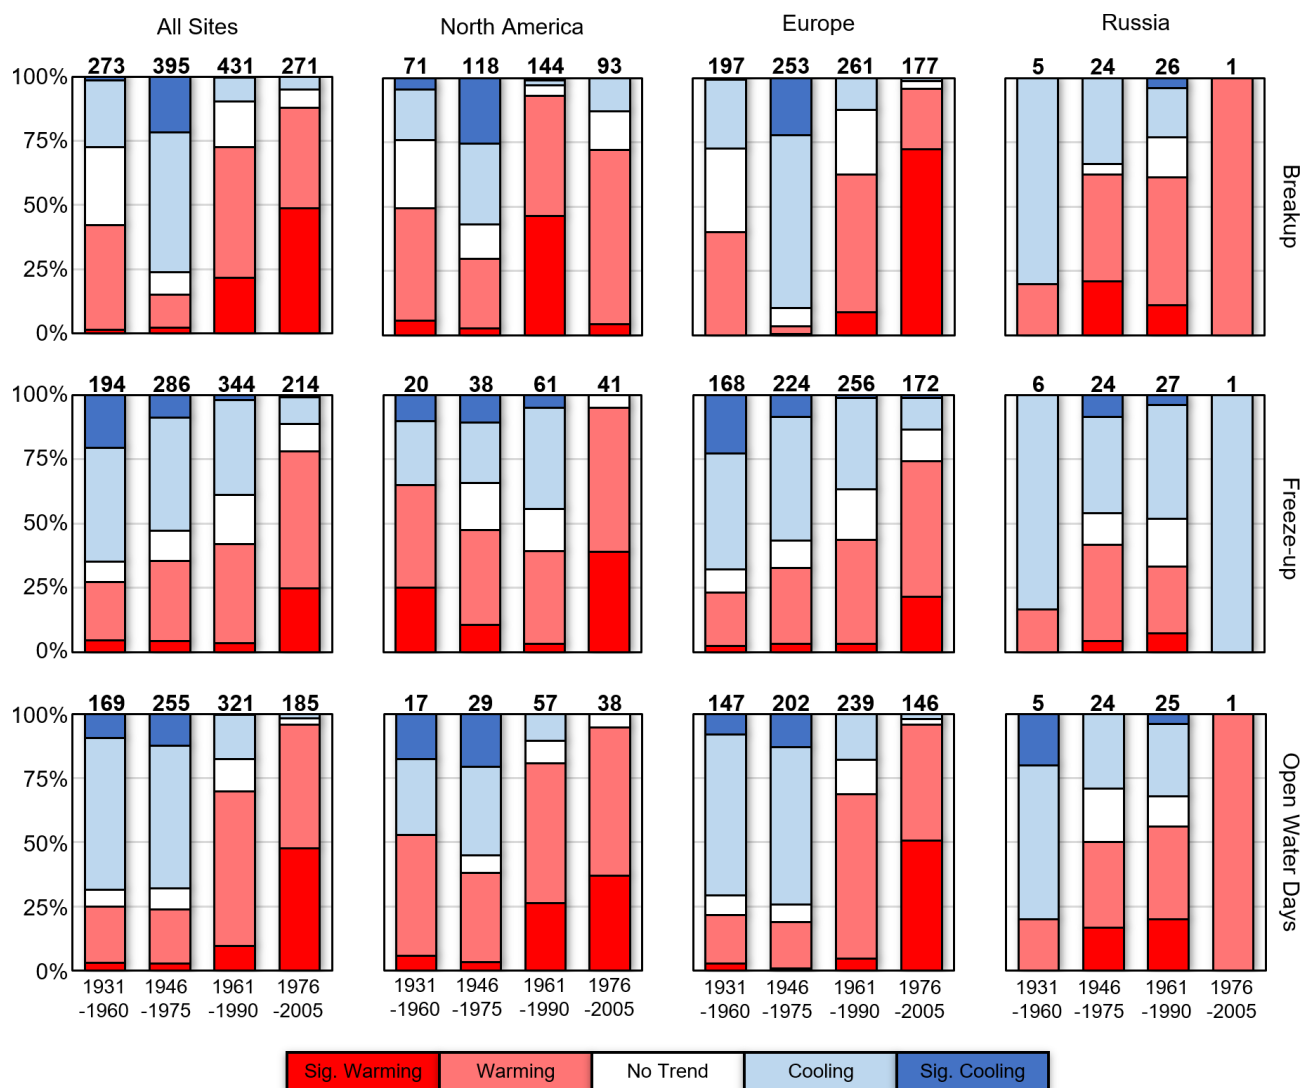 All Sites North America Europe Russia
273 395 431 271 71 118 144 93 197 253 261 177 5 24 26 1
100%
75%
50%
25%
0%
Breakup
194 286 344 214 20 38 61 41 168 224 256 172 6 24 27 1
100%
75%
50%
25%
0%
Freeze-up
169 255 321 185 17 29 57 38 147 202 239 146 5 24 25 1
100%
75%
50%
25%
0%
Open Water Days
1931 1946 1961 1976 1931 1946 1961 1976 1931 1946 1961 1976 1931 1946 1961 1976
-1960 -1975 -1990 -2005 -1960 -1975 -1990 -2005 -1960 -1975 -1990 -2005 -1960 -1975 -1990 -2005
Sig. Warming Warming No Trend Cooling Sig. Cooling